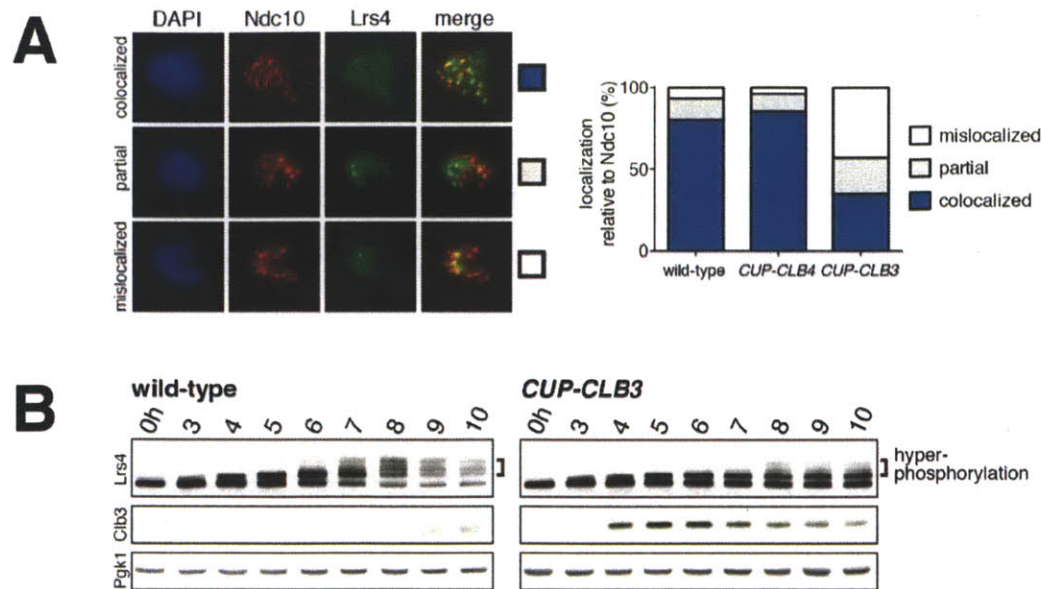 A
DAPI Ndc10 Lrs4 merge
colocalized
partial
mislocalized
localization
relative to Ndc10 (%)
100
50
0
wild-type CUP-CLB4 CUP-CLB3
mislocalized
partial
colocalized
B
wild-type
0h 3 4 5 6 7 8 9 10
CUP-CLB3
0h 3 4 5 6 7 8 9 10
Lrs4
Clb3
Pgk1
hyper-
phosphorylation